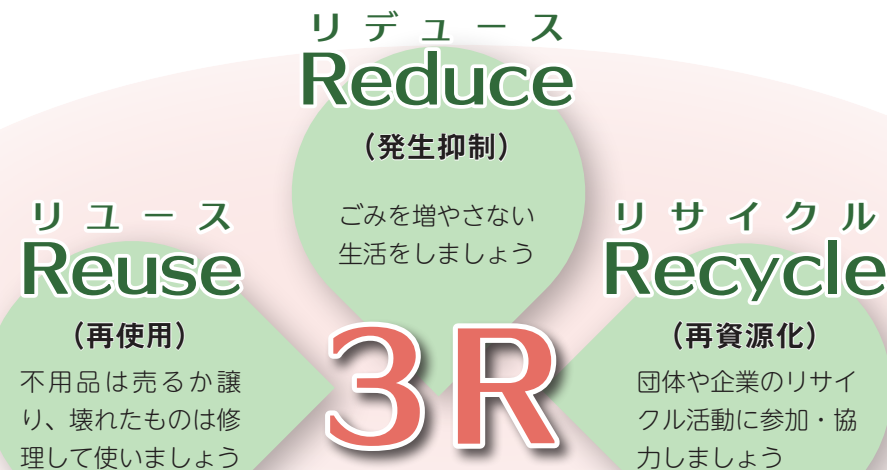 リデュース
Reduce
（発生抑制）
ごみを増やさない
生活をしましょう
リユース
Reuse
（再使用）
不用品は売るか譲
り、壊れたものは修
理して使いましょう
3R
リサイクル
Recycle
（再資源化）
団体や企業のリサイ
クル活動に参加・協
力しましょう